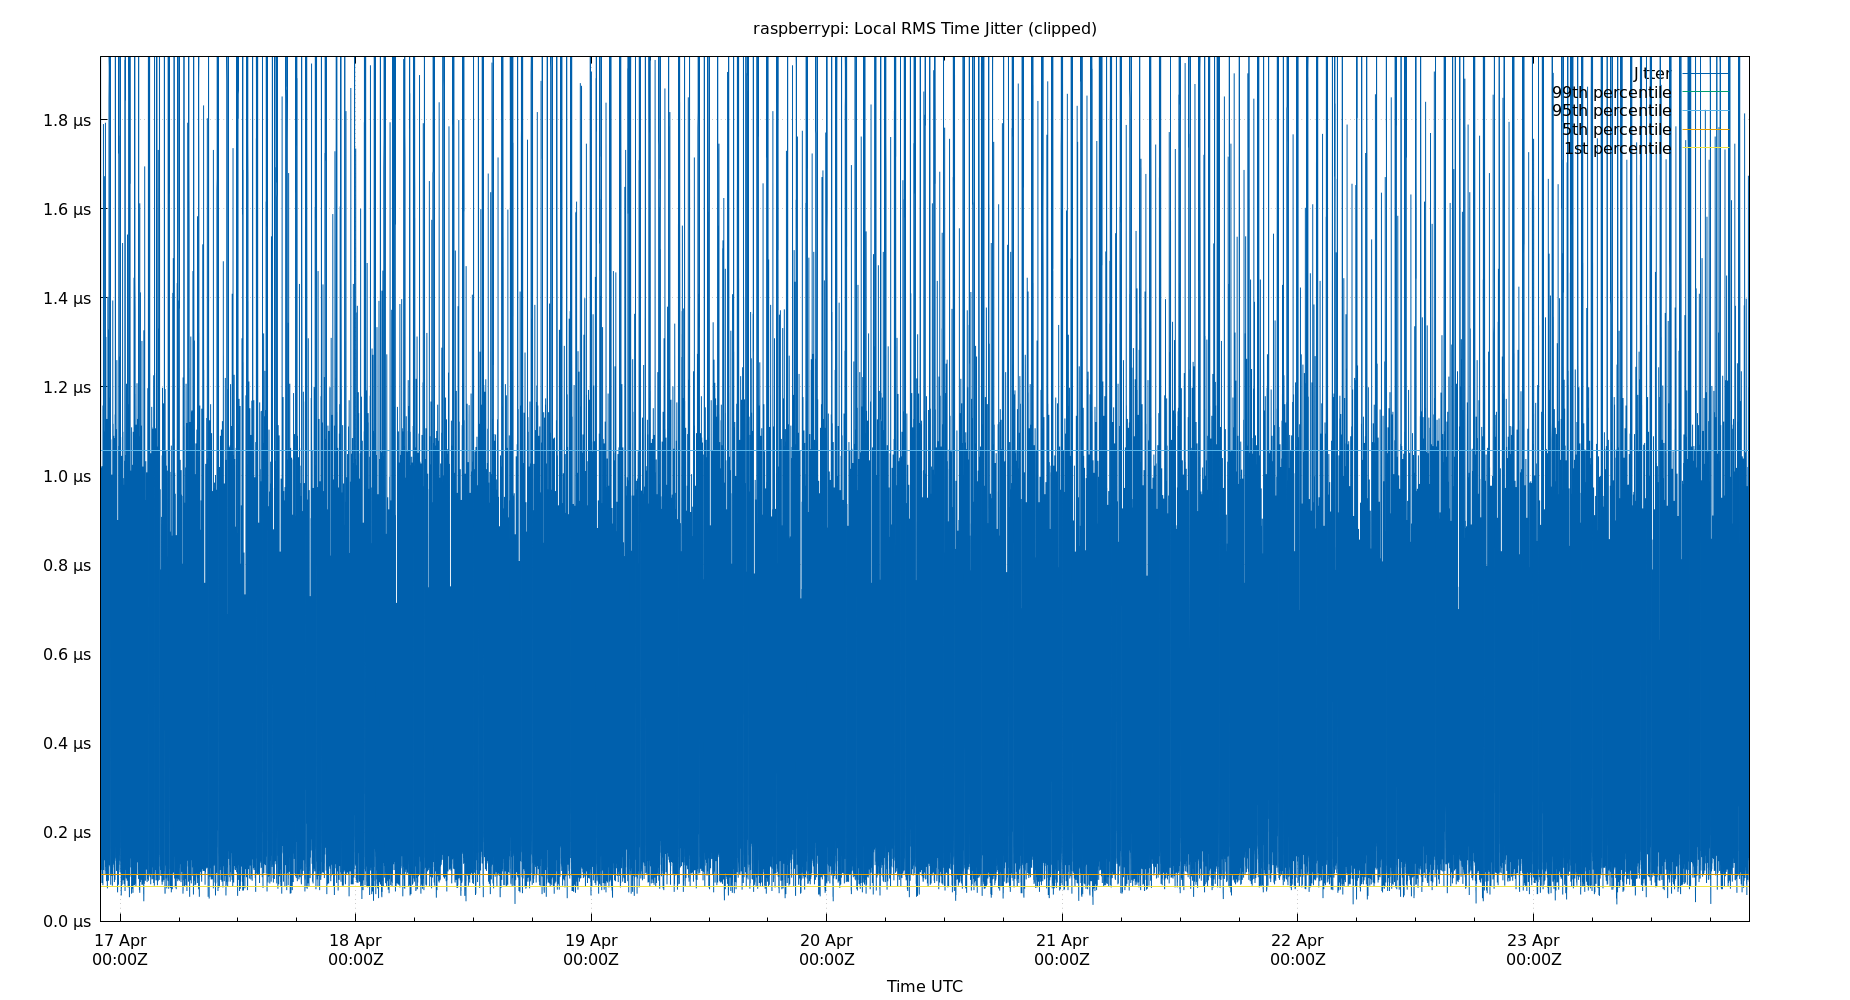 raspberrypi: Local RMS Time Jitter (clipped)
Jitter
99th percentile
95th percentile
5th percentile
1st percentile
1.8 µs
1.6 µs
1.4 µs
1.2 µs
1.0 µs
0.8 µs
0.6 µs
0.4 µs
0.2 µs
0.0 µs
17 Apr 18 Apr 19 Apr 20 Apr 21 Apr 22 Apr 23 Apr
00:00Z 00:00Z 00:00Z 00:00Z 00:00Z 00:00Z 00:00Z
Time UTC